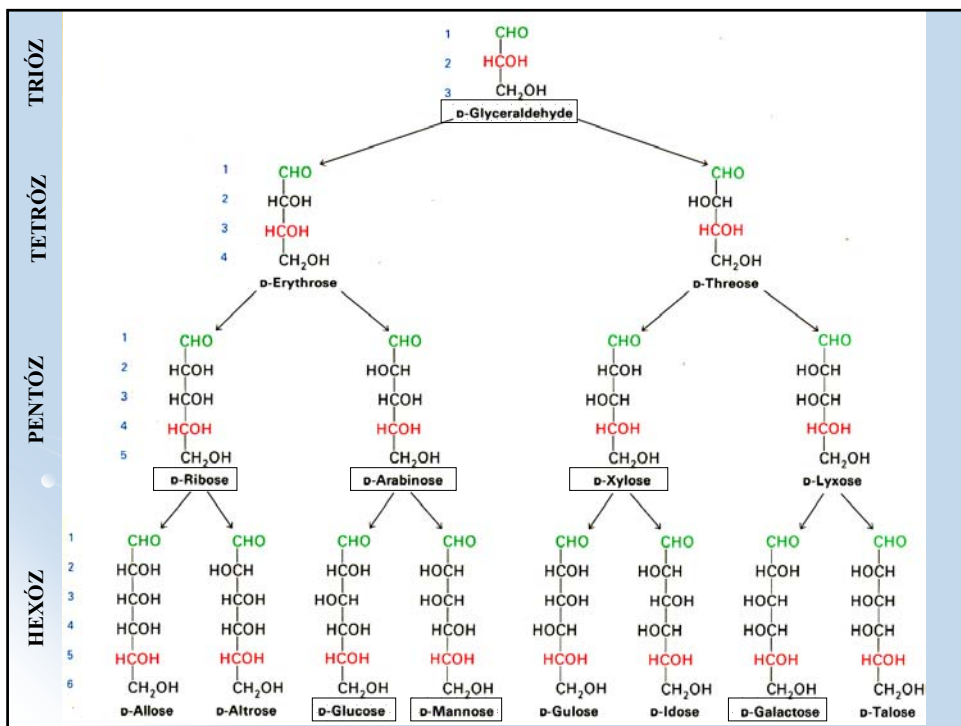 TRIÓZ
1 CHO
2 HCOH
3 CH₂OH
D-Glyceraldehyde
TETRÓZ
1 CHO CHO
2 HCOH HOCH
3 HCOH HCOH
4 CH₂OH CH₂OH
D-Erythrose D-Threose
PENTÓZ
1 CHO CHO CHO CHO
2 HCOH HOCH HCOH HOCH
3 HCOH HCOH HOCH HOCH
4 HCOH HCOH HCOH HCOH
5 CH₂OH CH₂OH CH₂OH CH₂OH
D-Ribose D-Arabinose D-Xylose D-Lyxose
HEXÓZ
1 CHO CHO CHO CHO CHO CHO CHO CHO
2 HCOH HOCH HCOH HOCH HCOH HOCH HCOH HOCH
3 HCOH HCOH HOCH HOCH HCOH HCOH HOCH HOCH
4 HCOH HCOH HCOH HCOH HOCH HOCH HOCH HOCH
5 HCOH HCOH HCOH HCOH HCOH HCOH HCOH HCOH
6 CH₂OH CH₂OH CH₂OH CH₂OH CH₂OH CH₂OH CH₂OH CH₂OH
D-Allose D-Altrose D-Glucose D-Mannose D-Gulose D-Idose D-Galactose D-Talose